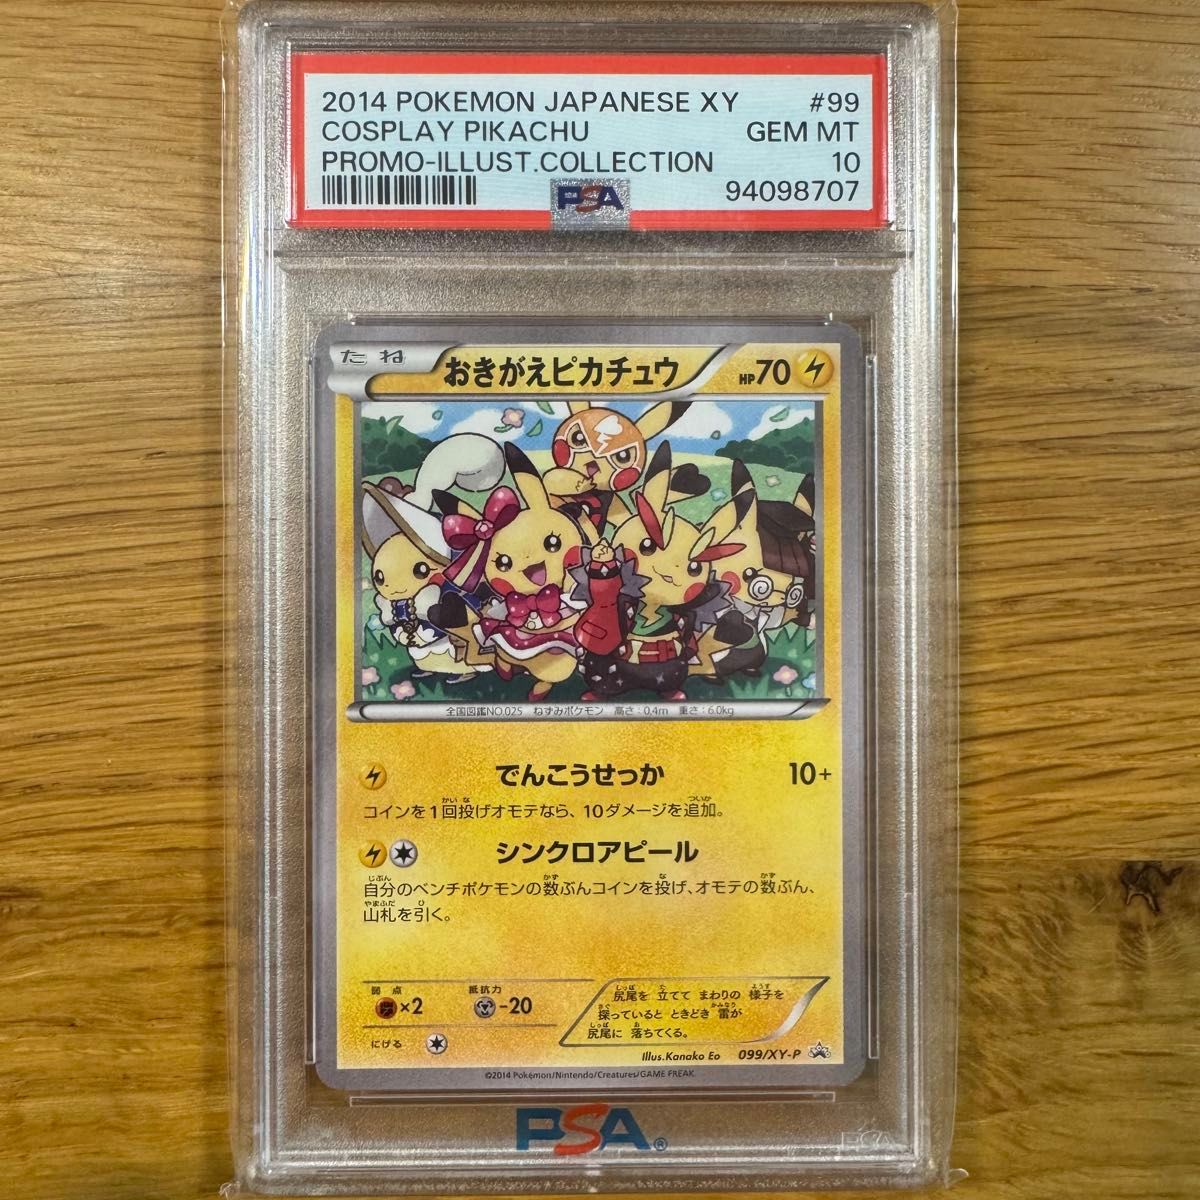 2014 POKEMON JAPANESE XY #99
COSPLAY PIKACHU GEM MT
PROMO-ILLUST.COLLECTION 10
PSA 94098707
たね おきがえピカチュウ HP70
全国図鑑NO.025 ねずみポケモン 高さ:0.4m 重さ:6.0kg
でんこうせっか 10+
コインを1回投げオモテなら、10ダメージを追加。
シンクロアピール
自分のベンチポケモンの数ぶんコインを投げ、オモテの数ぶん、
山札を引く。
弱点 抵抗力
×2 -20
にげる
尻尾を 立てて まわりの 様子を
探っていると ときどき 雷が
尻尾に 落ちてくる。
Illus.Kanako Eo 099/XY-P
©2014 Pokémon/Nintendo/Creatures/GAME FREAK.
PSA®
PSA